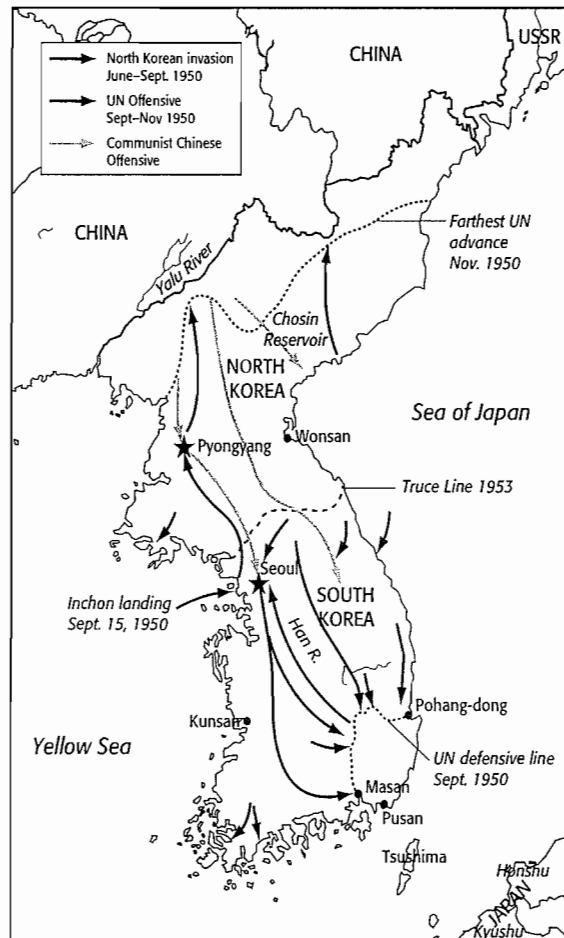 North Korean invasion
June–Sept. 1950
UN Offensive
Sept–Nov 1950
Communist Chinese
Offensive
CHINA
USSR
CHINA
Yalu River
Farthest UN
advance
Nov. 1950
Chosin
Reservoir
NORTH
KOREA
Sea of Japan
Wonsan
Pyongyang
Truce Line 1953
Seoul
Inchon landing
Sept. 15, 1950
SOUTH
KOREA
Han R.
Kunsan
Pohang-dong
Yellow Sea
UN defensive line
Sept. 1950
Masan
Pusan
Tsushima
Honshu
JAPAN
Kyushu